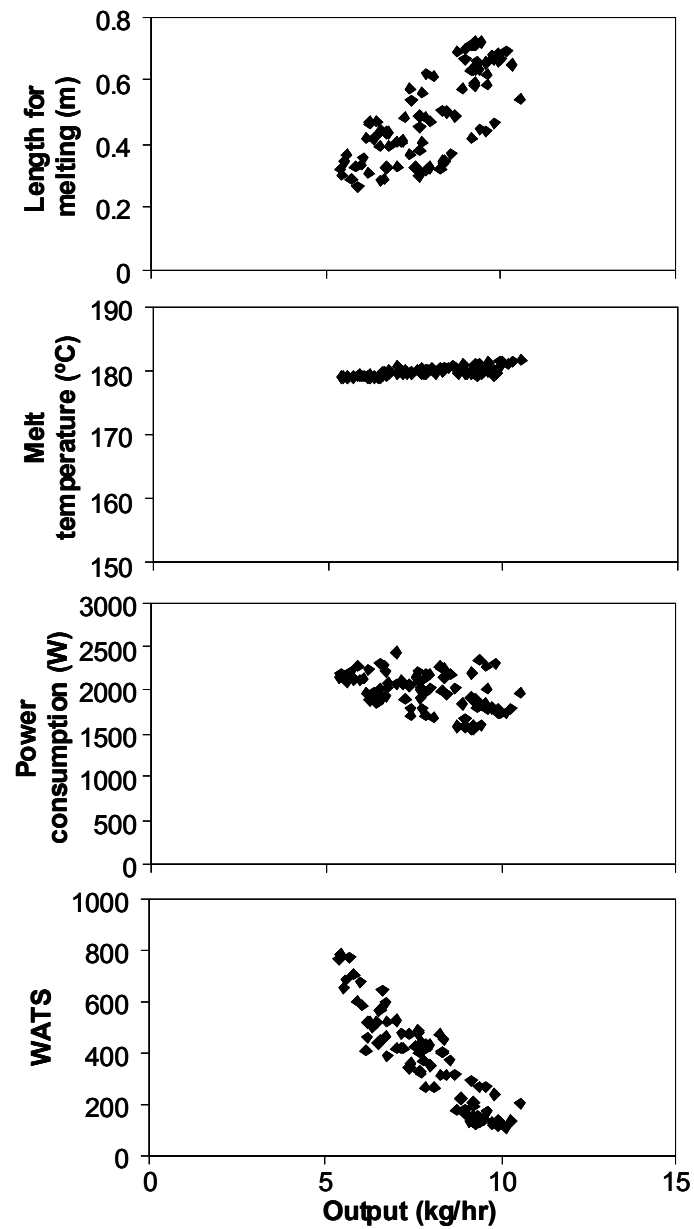 0.8
0.6
0.4
0.2
0
Length for
melting (m)
190
180
170
160
150
Melt
temperature (ºC)
3000
2500
2000
1500
1000
500
0
Power
consumption (W)
1000
800
600
400
200
0
WATS
0 5 10 15
Output (kg/hr)